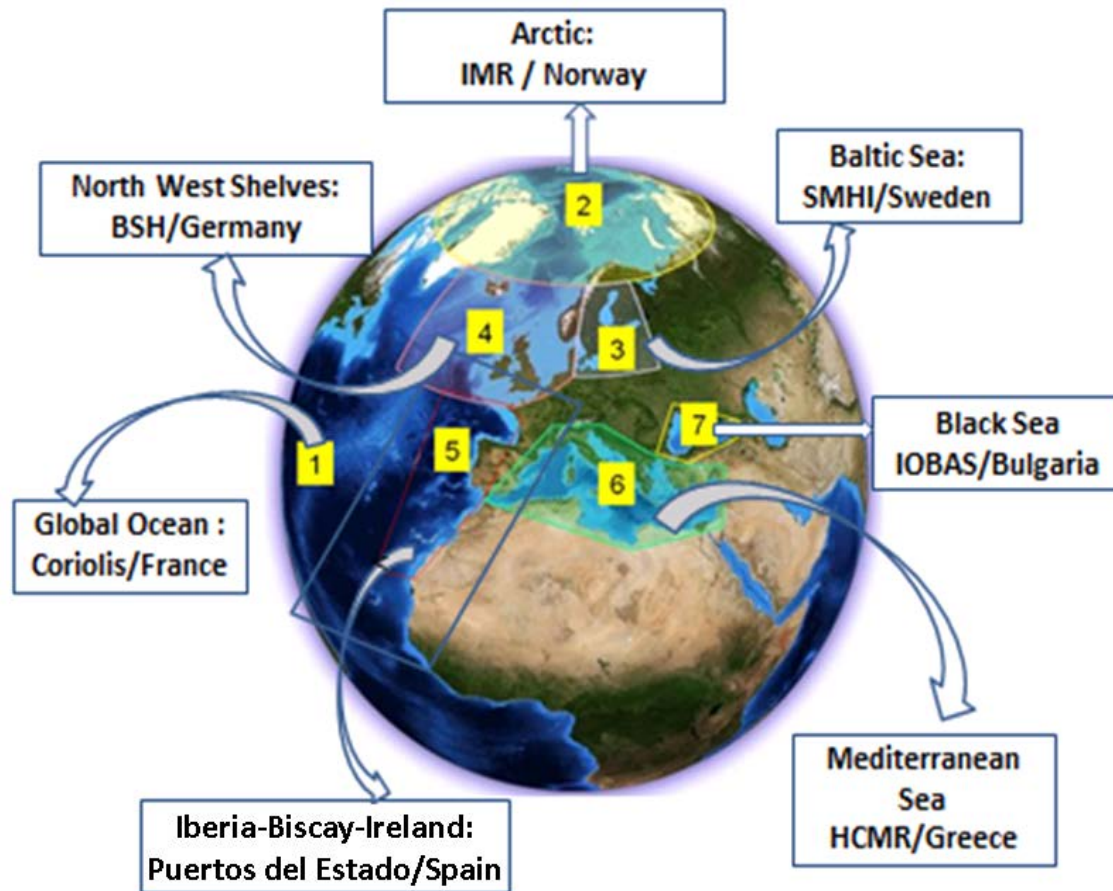 Arctic:
IMR / Norway
Baltic Sea:
SMHI/Sweden
North West Shelves:
BSH/Germany
2
4
3
7
Black Sea
IOBAS/Bulgaria
5
1
6
Global Ocean :
Coriolis/France
Mediterranean
Sea
HCMR/Greece
Iberia-Biscay-Ireland:
Puertos del Estado/Spain